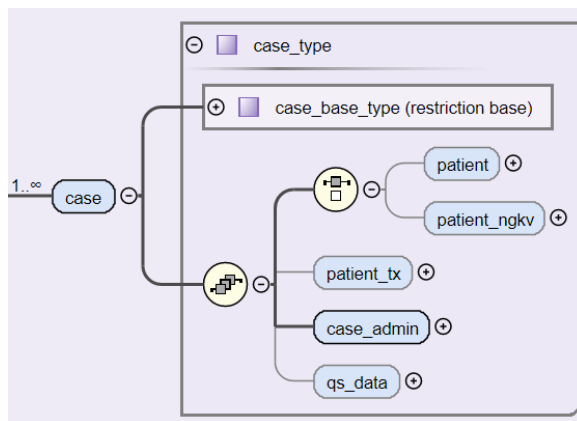 case_type
case_base_type (restriction base)
patient
1..∞
case
patient_ngkv
patient_tx
case_admin
qs_data